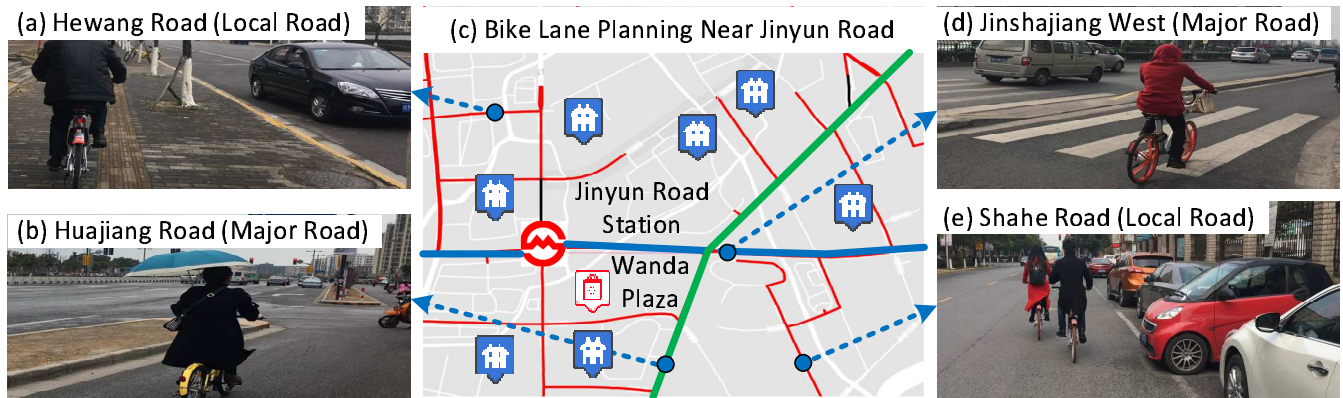 (a) Hewang Road (Local Road)
(b) Huajiang Road (Major Road)
(c) Bike Lane Planning Near Jinyun Road
Jinyun Road
Station
Wanda
Plaza
(d) Jinshajiang West (Major Road)
(e) Shahe Road (Local Road)